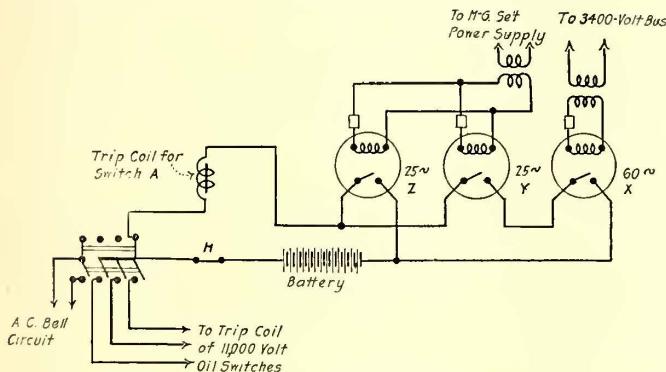 To M-G. Set
Power Supply
To 3400-Volt Bus
Trip Coil for
Switch A
25~
Z
25~
Y
60~
X
H
Battery
A.C. Bell
Circuit
To Trip Coil
of 11,000 Volt
Oil Switches